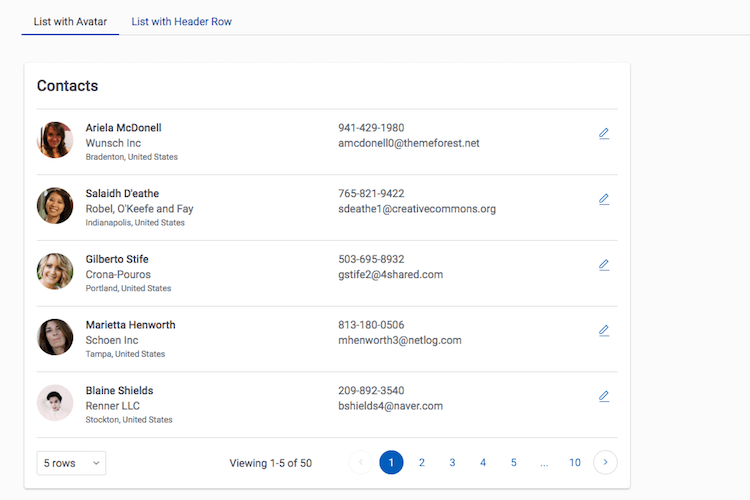 List with Avatar List with Header Row
Contacts
Ariela McDonell 941-429-1980
Wunsch Inc amcdonell0@themeforest.net
Bradenton, United States
Salaidh D'eathe 765-821-9422
Robel, O'Keefe and Fay sdeathe1@creativecommons.org
Indianapolis, United States
Gilberto Stife 503-695-8932
Crona-Pouros gstife2@4shared.com
Portland, United States
Marietta Henworth 813-180-0506
Schoen Inc mhenworth3@netlog.com
Tampa, United States
Blaine Shields 209-892-3540
Renner LLC bshields4@naver.com
Stockton, United States
5 rows Viewing 1-5 of 50 1 2 3 4 5 ... 10